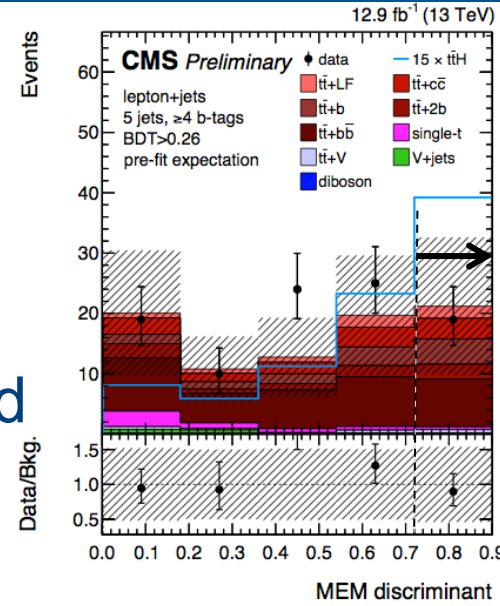 12.9 fb⁻¹ (13 TeV)
Events
60
50
40
30
20
10
CMS Preliminary
lepton+jets
5 jets, ≥4 b-tags
BDT>0.26
pre-fit expectation
data
15 × tt̄H
tt̄+LF
tt̄+cc̄
tt̄+b
tt̄+2b
tt̄+bb̄
single-t
tt̄+V
V+jets
diboson
d
Data/Bkg.
1.5
1.0
0.5
0.0 0.1 0.2 0.3 0.4 0.5 0.6 0.7 0.8 0.9
MEM discriminant